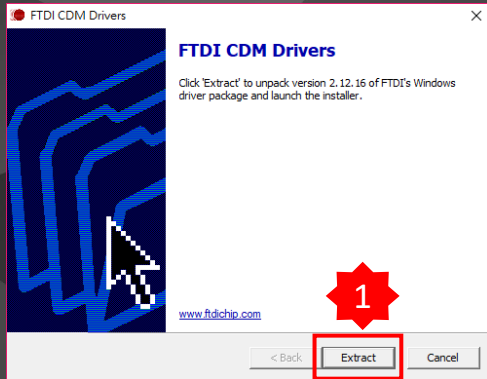 FTDI CDM Drivers
FTDI CDM Drivers
Click 'Extract' to unpack version 2.12.16 of FTDI's Windows
driver package and launch the installer.
1
www.ftdichip.com
< Back
Extract
Cancel